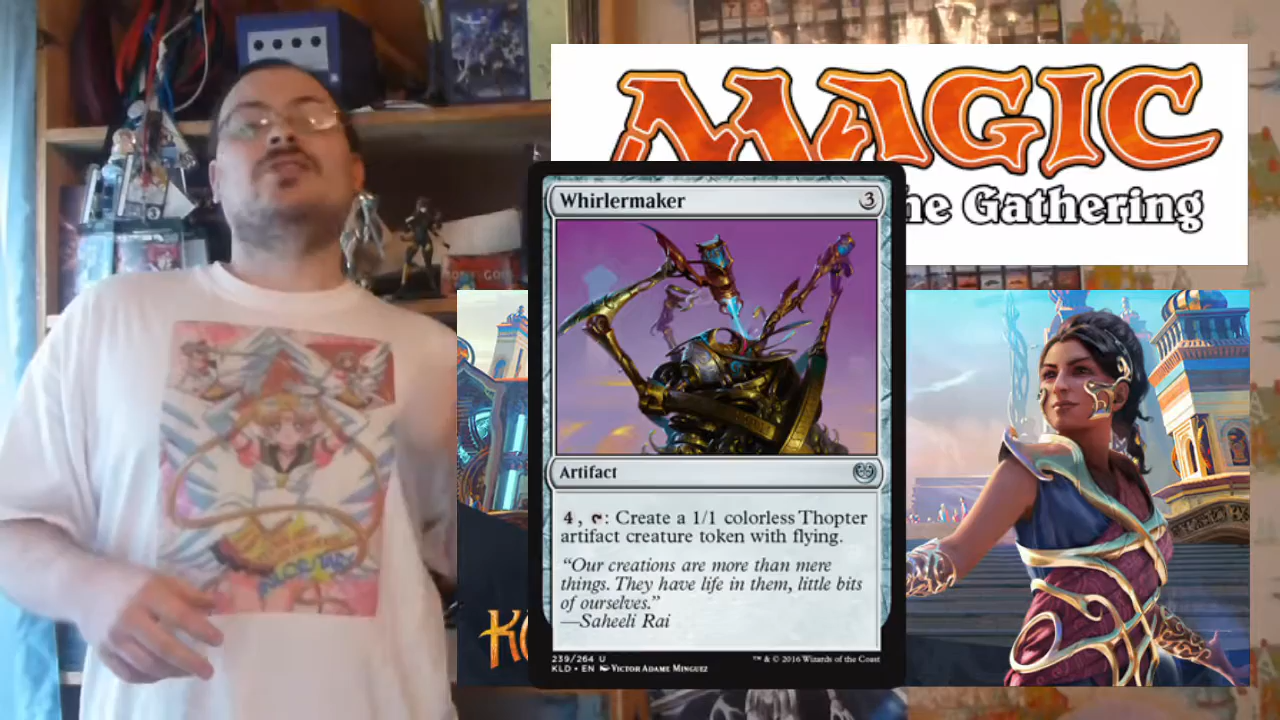 MAGIC
he Gathering
Whirlermaker 3
Artifact
4, : Create a 1/1 colorless Thopter
artifact creature token with flying.
"Our creations are more than mere
things. They have life in them, little bits
of ourselves."
—Saheeli Rai
239/264 U
KLD • EN Victor Adame Minguez
™ & © 2016 Wizards of the Coast